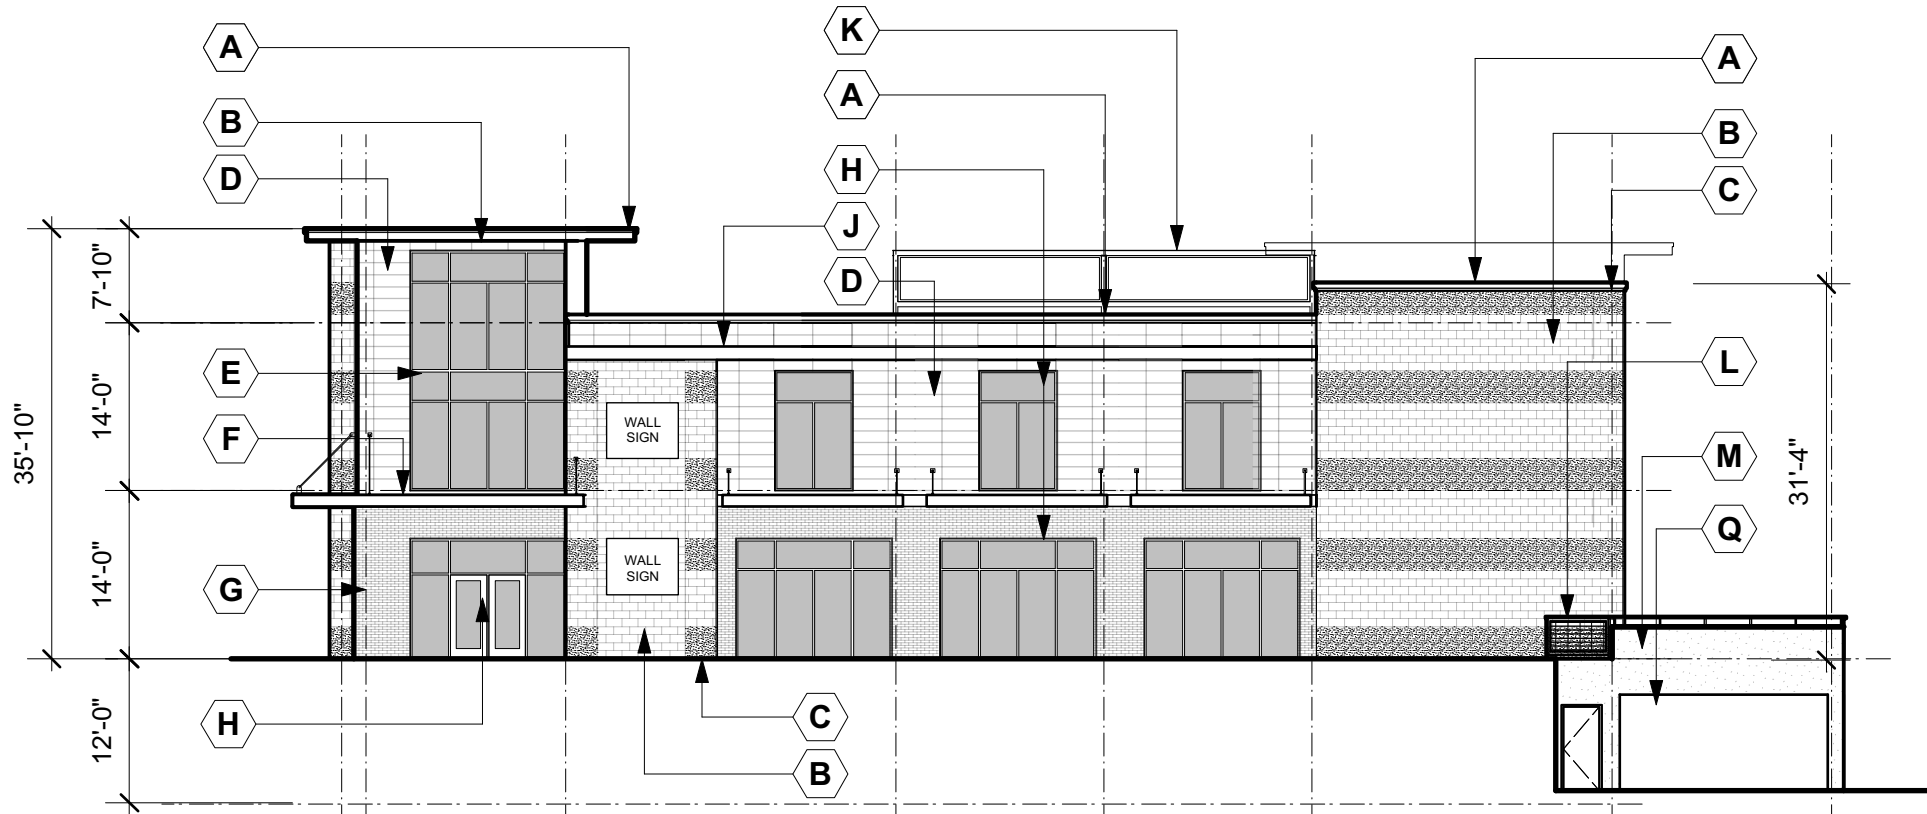 K
A
A
A
B
B
H
D
C
J
D
L
E
F
WALL
SIGN
M
Q
WALL
SIGN
G
C
H
B
7'-10"
14'-0"
14'-0"
12'-0"
35'-10"
31'-4"